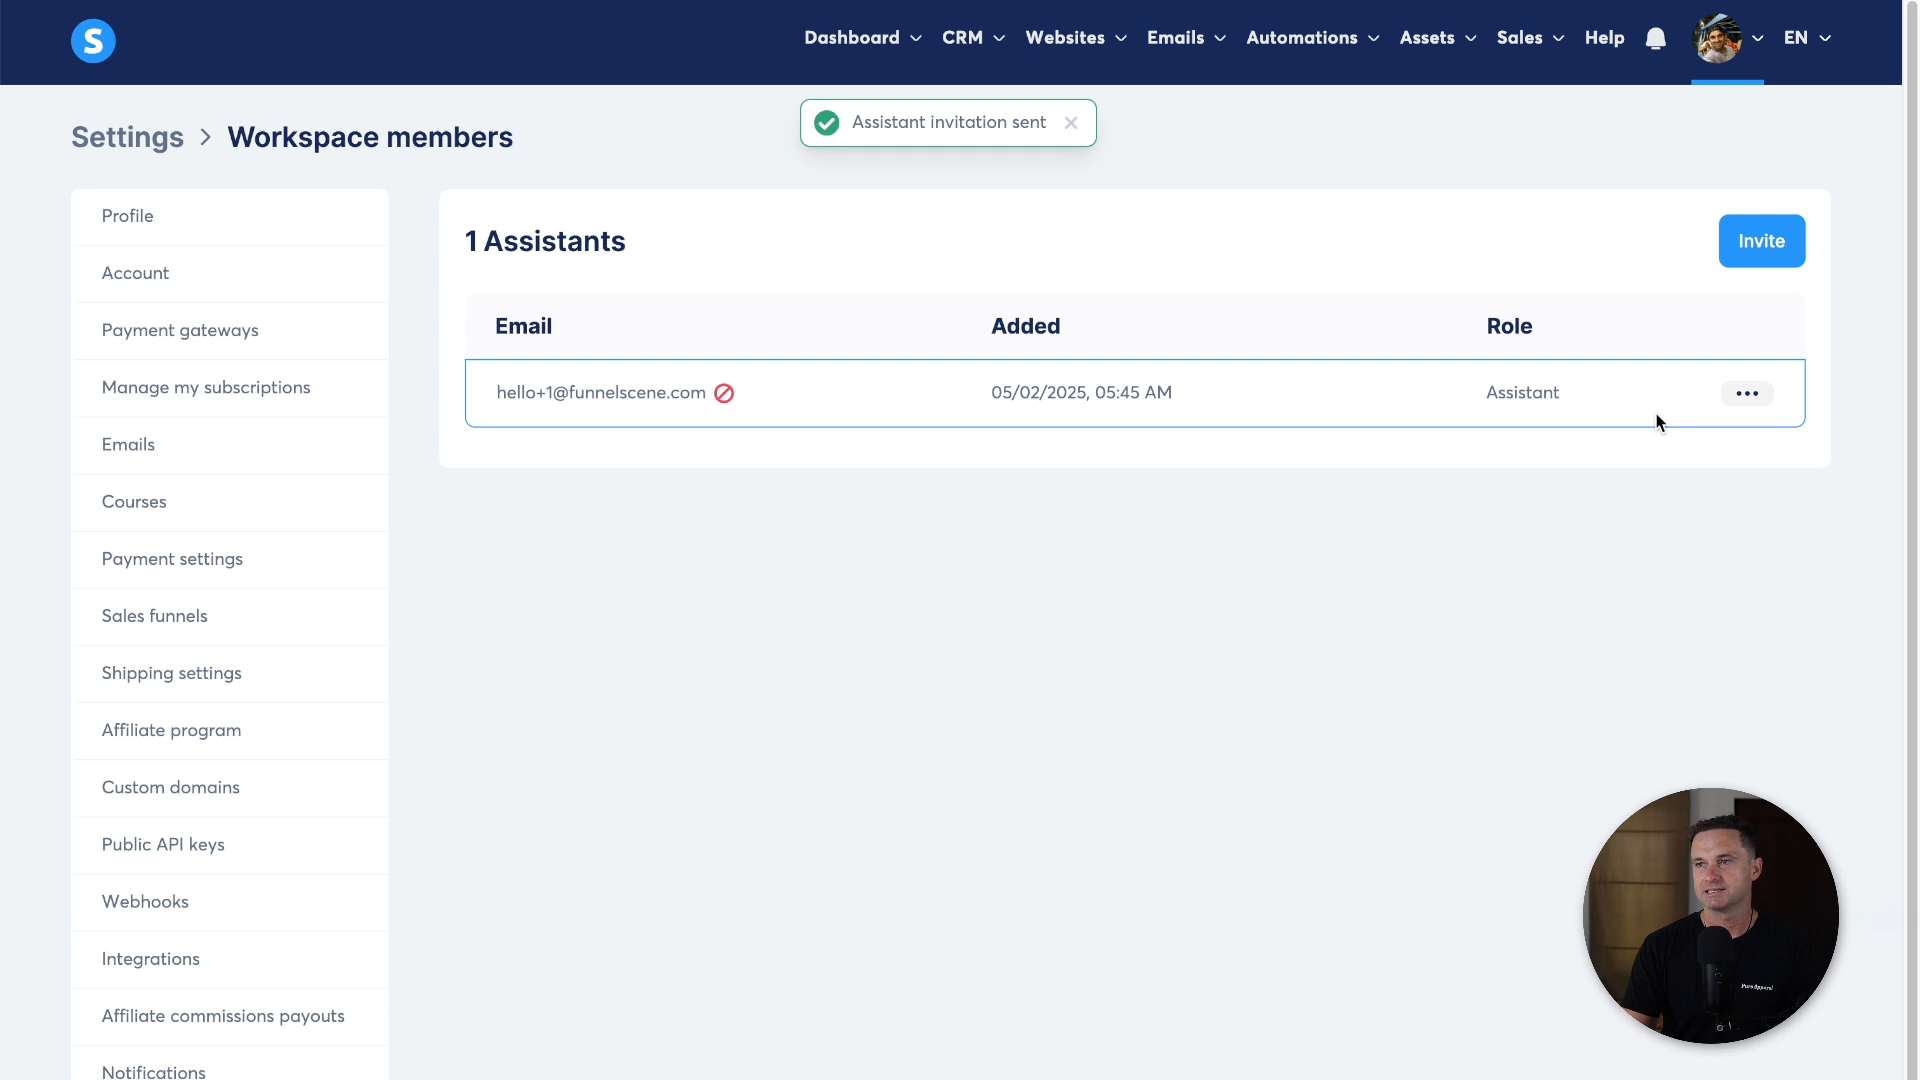 S
Dashboard
CRM
Websites
Emails
Automations
Assets
Sales
Help
EN
Assistant invitation sent
Settings > Workspace members
Profile
Account
Payment gateways
Manage my subscriptions
Emails
Courses
Payment settings
Sales funnels
Shipping settings
Affiliate program
Custom domains
Public API keys
Webhooks
Integrations
Affiliate commissions payouts
Notifications
1 Assistants
Invite
Email
Added
Role
hello+1@funnelscene.com
05/02/2025, 05:45 AM
Assistant